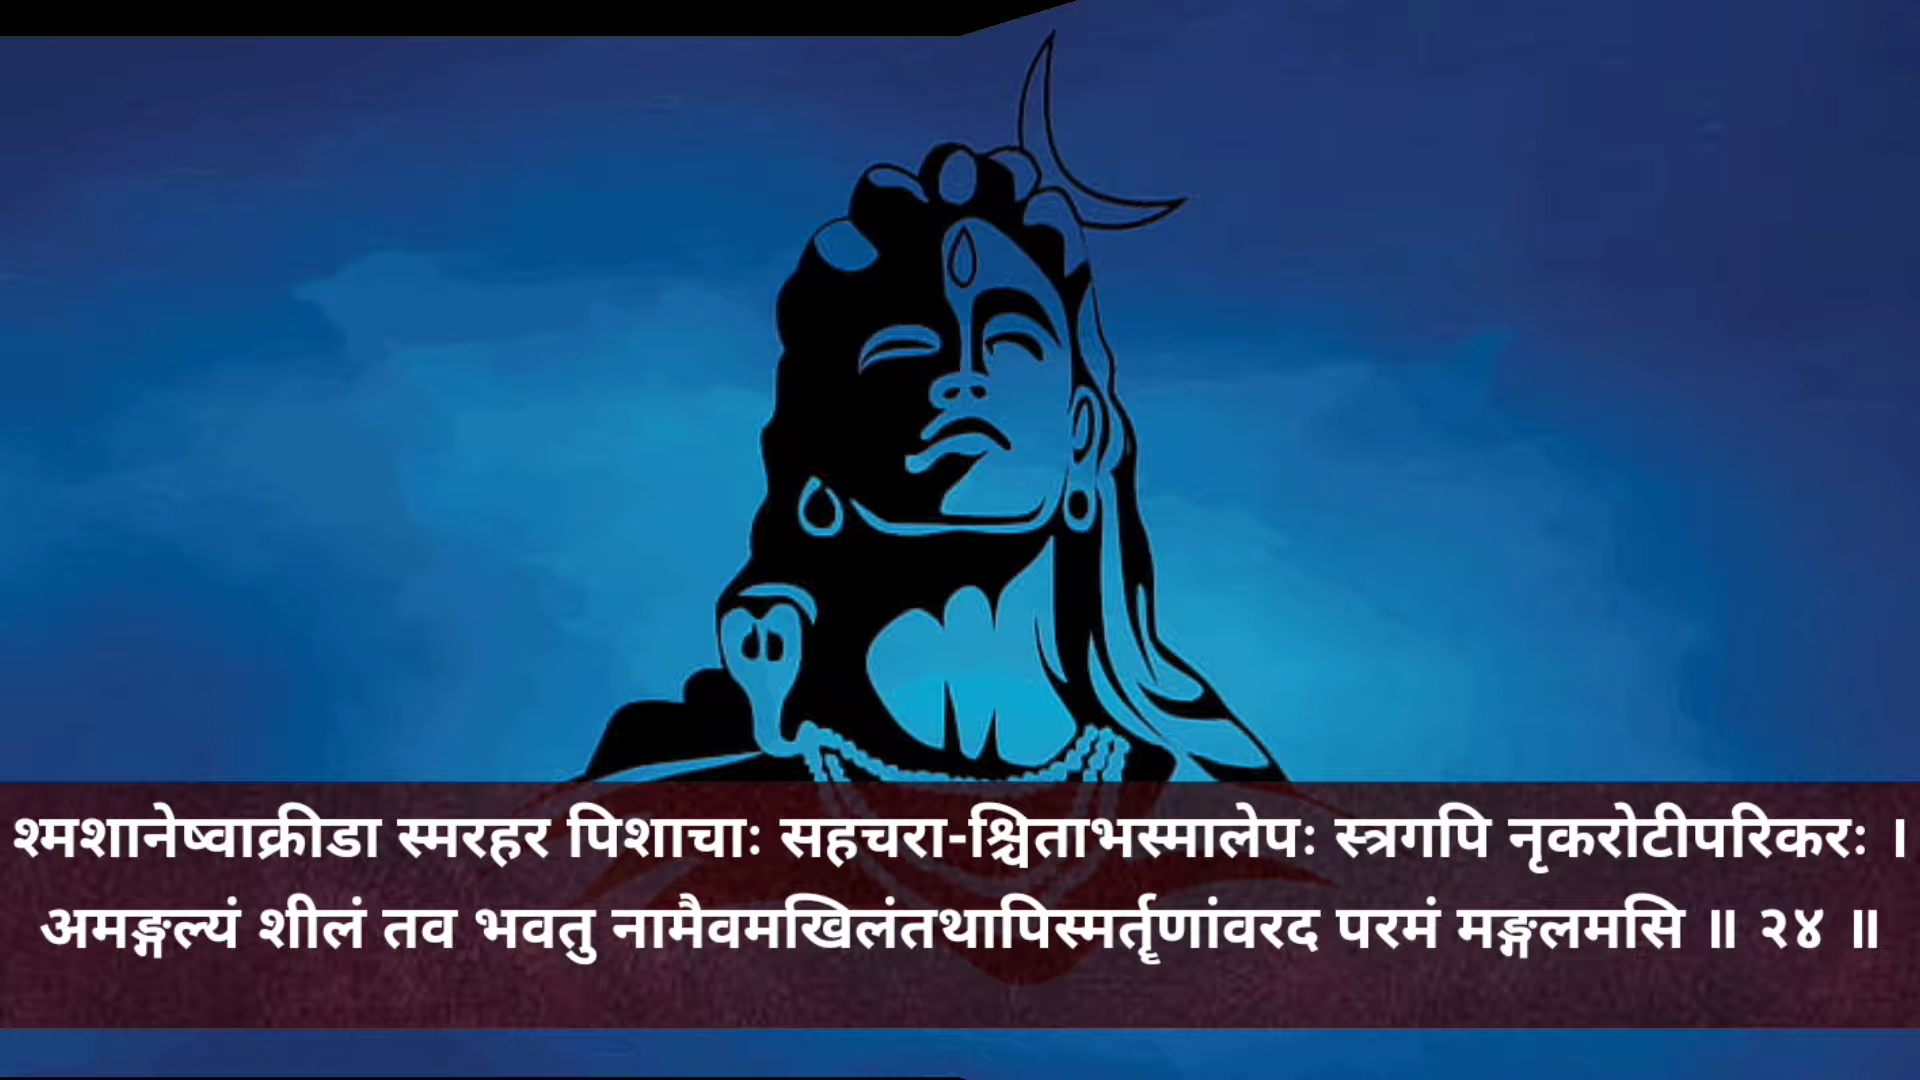 श्मशानेष्वाक्रीडा स्मरहर पिशाचाः सहचरा-श्चिताभस्मालेपः स्त्रगपि नृकरोटीपरिकरः ।
अमङ्गल्यं शीलं तव भवतु नामैवमखिलंतथापिस्मर्तॄणांवरद परमं मङ्गलमसि ॥ २४ ॥